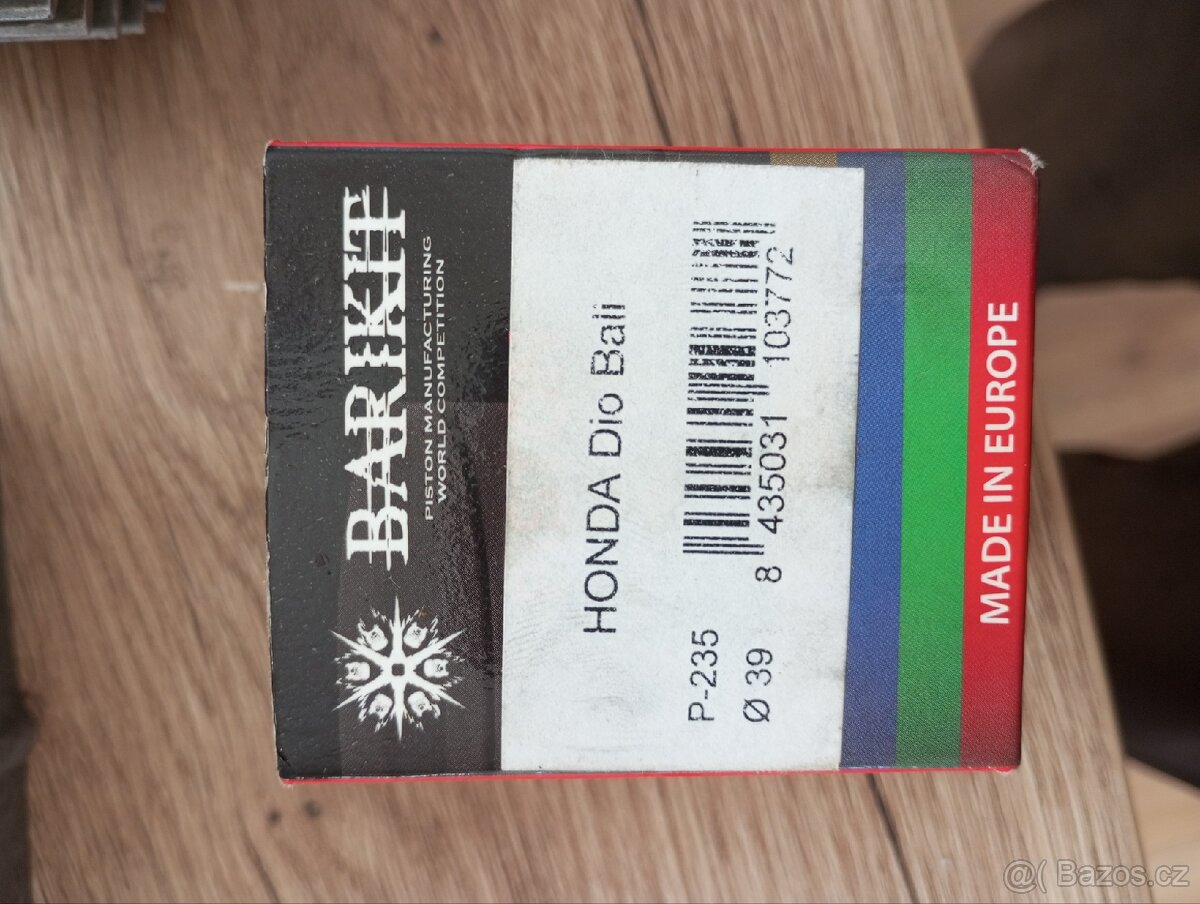 BARIKIT
PISTON MANUFACTURING
WORLD COMPETITION
HONDA Dio Bali
P-235
Ø 39
8 435031 103772
MADE IN EUROPE
@( Bazos.cz